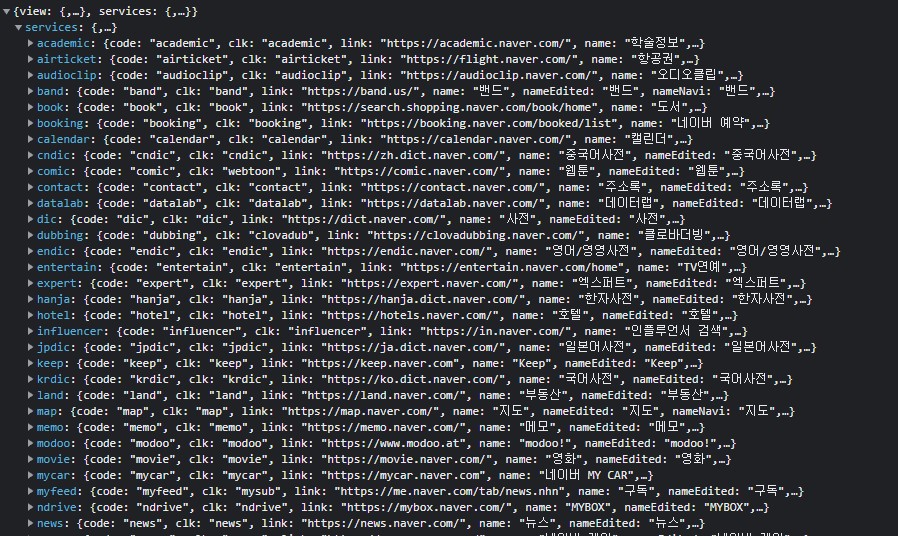 {view: {,…}, services: {,…}}
services: {,…}
academic: {code: "academic", clk: "academic", link: "https://academic.naver.com/", name: "학술정보",…}
airticket: {code: "airticket", clk: "airticket", link: "https://flight.naver.com/", name: "항공권",…}
audioclip: {code: "audioclip", clk: "audioclip", link: "https://audioclip.naver.com/", name: "오디오클립",…}
band: {code: "band", clk: "band", link: "https://band.us/", name: "밴드", nameEdited: "밴드", nameNavi: "밴드",…}
book: {code: "book", clk: "book", link: "https://search.shopping.naver.com/book/home", name: "도서",…}
booking: {code: "booking", clk: "booking", link: "https://booking.naver.com/booked/list", name: "네이버 예약",…}
calendar: {code: "calendar", clk: "calendar", link: "https://calendar.naver.com/", name: "캘린더",…}
cndic: {code: "cndic", clk: "cndic", link: "https://zh.dict.naver.com/", name: "중국어사전", nameEdited: "중국어사전",…}
comic: {code: "comic", clk: "webtoon", link: "https://comic.naver.com/", name: "웹툰", nameEdited: "웹툰",…}
contact: {code: "contact", clk: "contact", link: "https://contact.naver.com/", name: "주소록", nameEdited: "주소록",…}
datalab: {code: "datalab", clk: "datalab", link: "https://datalab.naver.com/", name: "데이터랩", nameEdited: "데이터랩",…}
dic: {code: "dic", clk: "dic", link: "https://dict.naver.com/", name: "사전", nameEdited: "사전",…}
dubbing: {code: "dubbing", clk: "clovadub", link: "https://clovadubbing.naver.com/", name: "클로바더빙",…}
endic: {code: "endic", clk: "endic", link: "https://endic.naver.com/", name: "영어/영영사전", nameEdited: "영어/영영사전",…}
entertain: {code: "entertain", clk: "entertain", link: "https://entertain.naver.com/home", name: "TV연예",…}
expert: {code: "expert", clk: "expert", link: "https://expert.naver.com/", name: "엑스퍼트", nameEdited: "엑스퍼트",…}
hanja: {code: "hanja", clk: "hanja", link: "https://hanja.dict.naver.com/", name: "한자사전", nameEdited: "한자사전",…}
hotel: {code: "hotel", clk: "hotel", link: "https://hotels.naver.com/", name: "호텔", nameEdited: "호텔",…}
influencer: {code: "influencer", clk: "influencer", link: "https://in.naver.com/", name: "인플루언서 검색",…}
jpdic: {code: "jpdic", clk: "jpdic", link: "https://ja.dict.naver.com/", name: "일본어사전", nameEdited: "일본어사전",…}
keep: {code: "keep", clk: "keep", link: "https://keep.naver.com", name: "Keep", nameEdited: "Keep",…}
krdic: {code: "krdic", clk: "krdic", link: "https://ko.dict.naver.com/", name: "국어사전", nameEdited: "국어사전",…}
land: {code: "land", clk: "land", link: "https://land.naver.com/", name: "부동산", nameEdited: "부동산",…}
map: {code: "map", clk: "map", link: "https://map.naver.com/", name: "지도", nameEdited: "지도", nameNavi: "지도",…}
memo: {code: "memo", clk: "memo", link: "https://memo.naver.com/", name: "메모", nameEdited: "메모",…}
modoo: {code: "modoo", clk: "modoo", link: "https://www.modoo.at", name: "modoo!", nameEdited: "modoo!",…}
movie: {code: "movie", clk: "movie", link: "https://movie.naver.com/", name: "영화", nameEdited: "영화",…}
mycar: {code: "mycar", clk: "mycar", link: "https://mycar.naver.com", name: "네이버 MY CAR",…}
myfeed: {code: "myfeed", clk: "mysub", link: "https://me.naver.com/tab/news.nhn", name: "구독", nameEdited: "구독",…}
ndrive: {code: "ndrive", clk: "ndrive", link: "https://mybox.naver.com/", name: "MYBOX", nameEdited: "MYBOX",…}
news: {code: "news", clk: "news", link: "https://news.naver.com/", name: "뉴스", nameEdited: "뉴스",…}